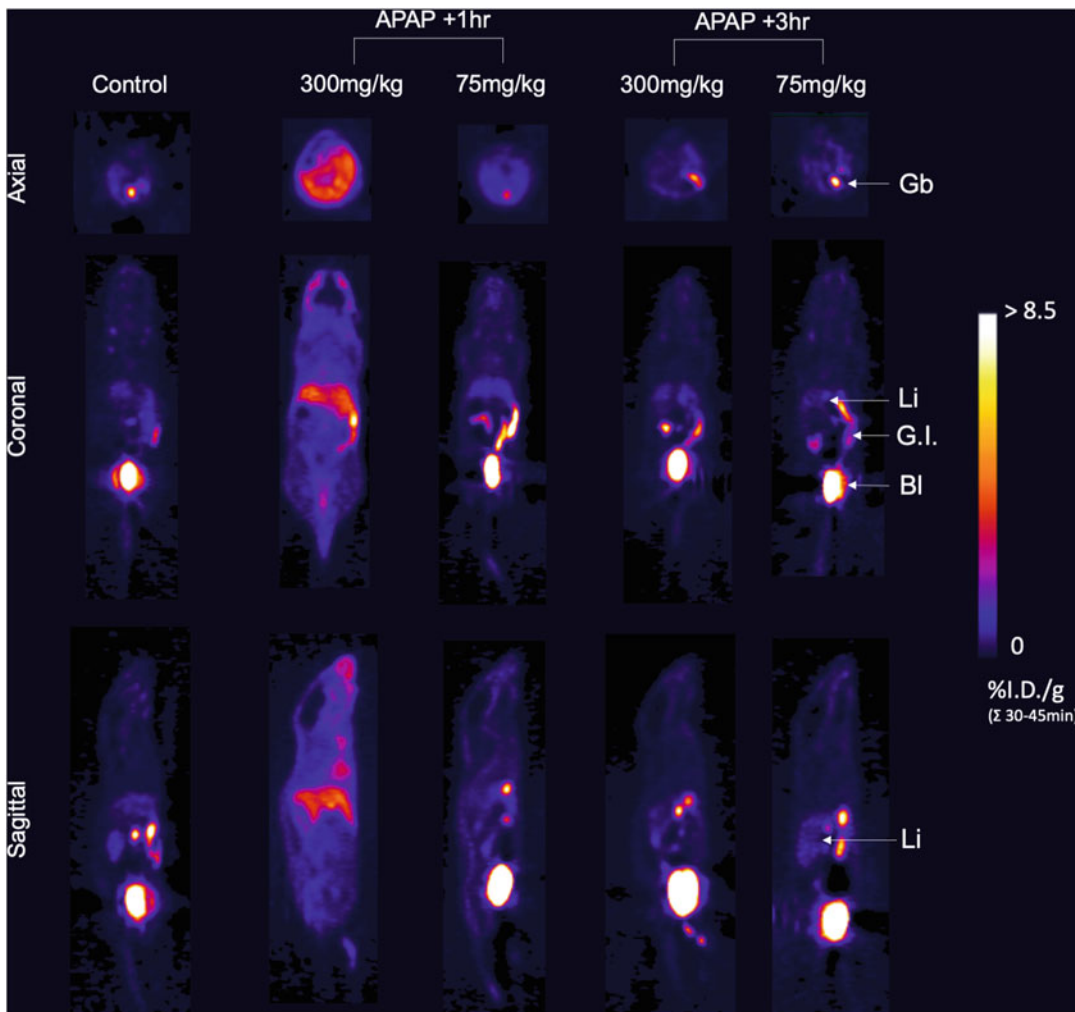 APAP +1hr
APAP +3hr
Control
300mg/kg
75mg/kg
300mg/kg
75mg/kg
Axial
Gb
Coronal
Li
G.I.
Bl
> 8.5
0
%I.D./g
(Σ 30-45min)
Sagittal
Li